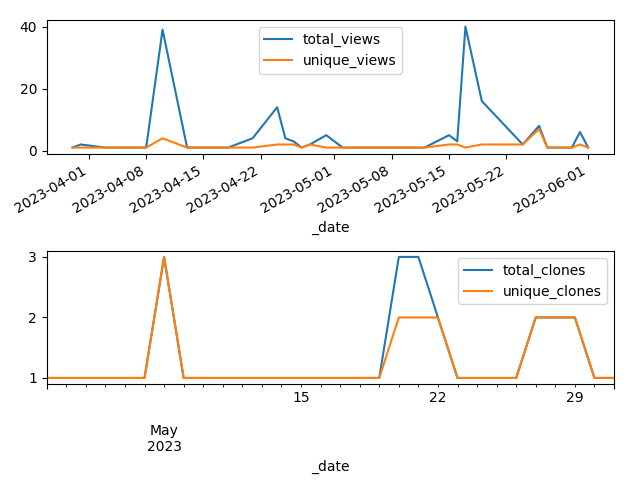 40
20
0
total_views
unique_views
2023-04-01
2023-04-08
2023-04-15
2023-04-22
2023-05-01
2023-05-08
2023-05-15
2023-05-22
2023-06-01
_date
3
2
1
total_clones
unique_clones
15
22
29
May
2023
_date